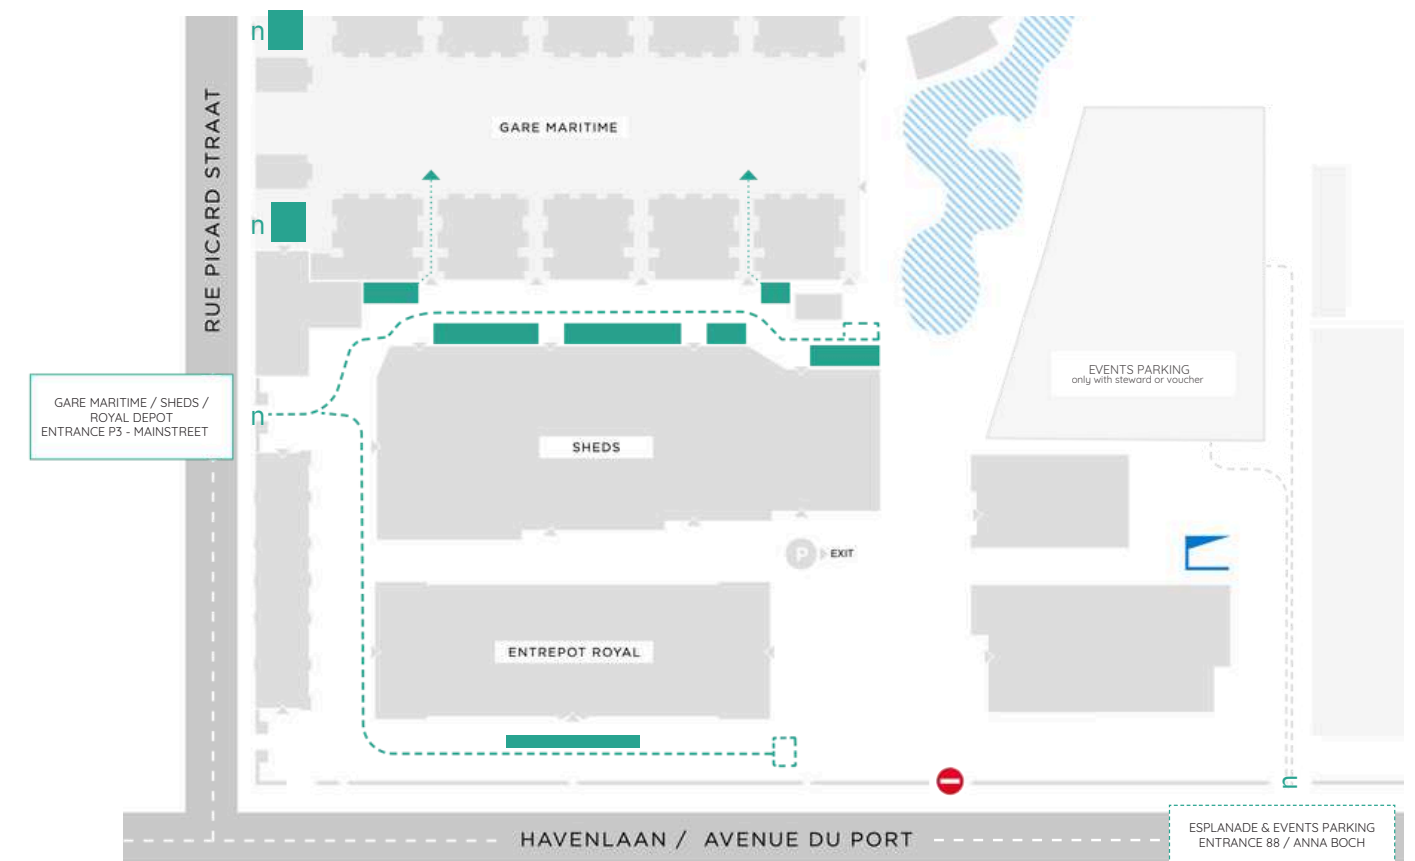 n
GARE MARITIME
RUE PICARD STRAAT
n
EVENTS PARKING
only with steward or voucher
GARE MARITIME / SHEDS /
ROYAL DEPOT
ENTRANCE P3 - MAINSTREET
n
SHEDS
P
EXIT
ENTREPOT ROYAL
n
HAVENLAAN / AVENUE DU PORT
ESPLANADE & EVENTS PARKING
ENTRANCE 88 / ANNA BOCH